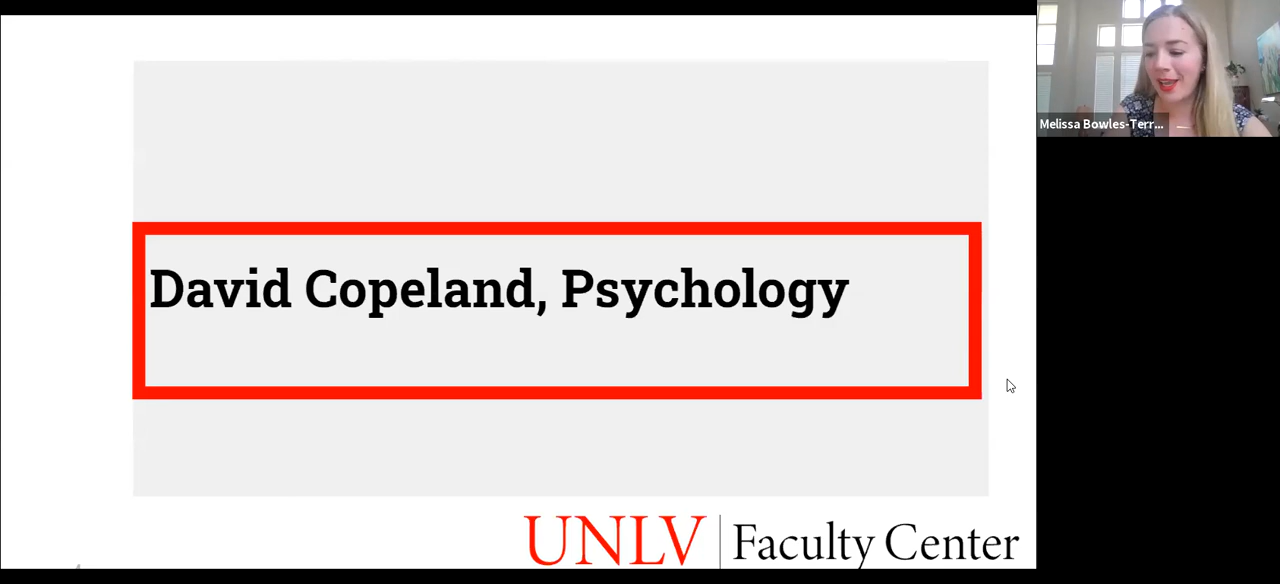 David Copeland, Psychology
Melissa Bowles-Terr...
UNLV | Faculty Center